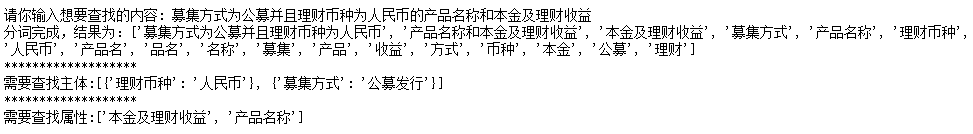 请你输入想要查找的内容：募集方式为公募并且理财币种为人民币的产品名称和本金及理财收益
分词完成，结果为：['募集方式为公募并且理财币种为人民币', '产品名称和本金及理财收益', '本金及理财收益', '募集方式', '产品名称', '理财币种',
'人民币', '产品名', '品名', '名称', '募集', '产品', '收益', '方式', '币种', '本金', '公募', '理财']
*******************
需要查找主体:[{'理财币种': '人民币'}, {'募集方式': '公募发行'}]
*******************
需要查找属性:['本金及理财收益', '产品名称']